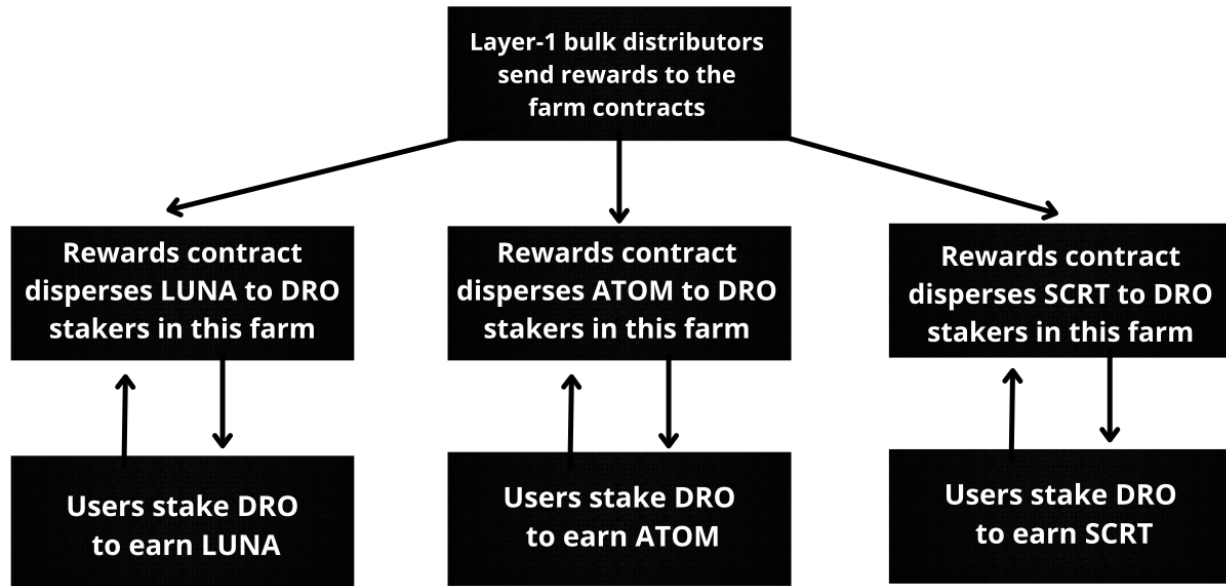 Layer-1 bulk distributors
send rewards to the
farm contracts
Rewards contract
disperses LUNA to DRO
stakers in this farm
Rewards contract
disperses ATOM to DRO
stakers in this farm
Rewards contract
disperses SCRT to DRO
stakers in this farm
Users stake DRO
to earn LUNA
Users stake DRO
to earn ATOM
Users stake DRO
to earn SCRT